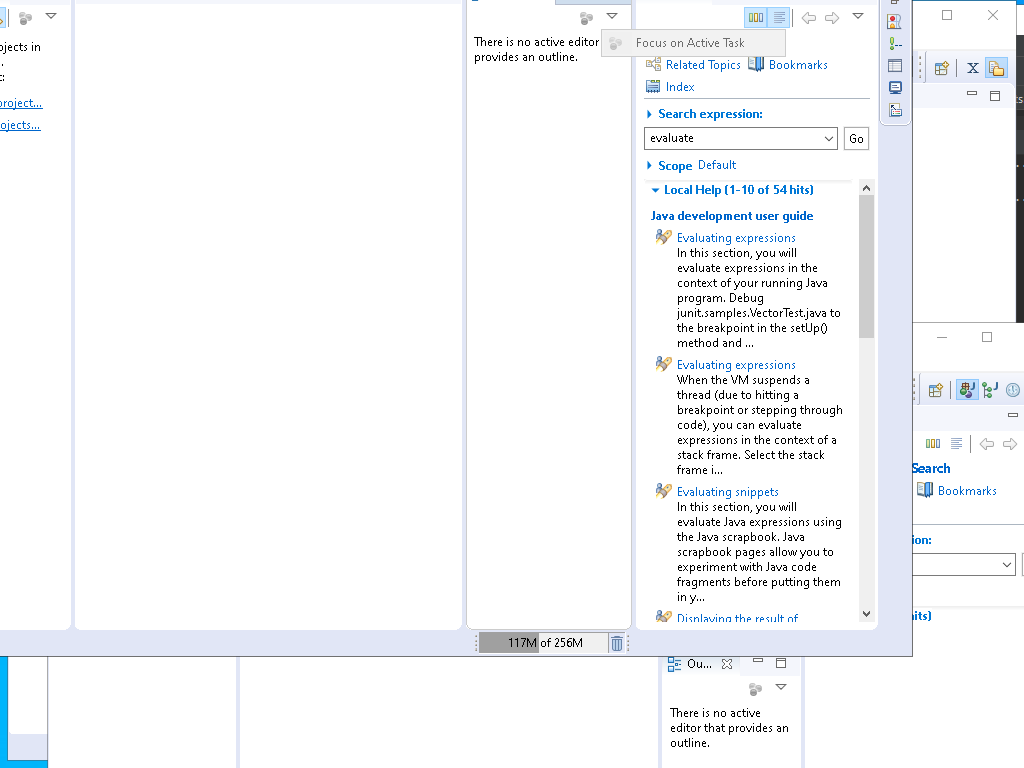 ojects in
.
:
project...
ojects...
There is no active editor
provides an outline.
Focus on Active Task
Related Topics
Bookmarks
Index
Search expression:
evaluate
Go
Scope Default
Local Help (1-10 of 54 hits)
Java development user guide
Evaluating expressions
In this section, you will
evaluate expressions in the
context of your running Java
program. Debug
junit.samples.VectorTest.java to
the breakpoint in the setUp()
method and ...
Evaluating expressions
When the VM suspends a
thread (due to hitting a
breakpoint or stepping through
code), you can evaluate
expressions in the context of a
stack frame. Select the stack
frame i...
Evaluating snippets
In this section, you will
evaluate Java expressions using
the Java scrapbook. Java
scrapbook pages allow you to
experiment with Java code
fragments before putting them
in y...
Displaying the result of
117M of 256M
Search
Bookmarks
ion:
hits)
Ou...
There is no active
editor that provides an
outline.